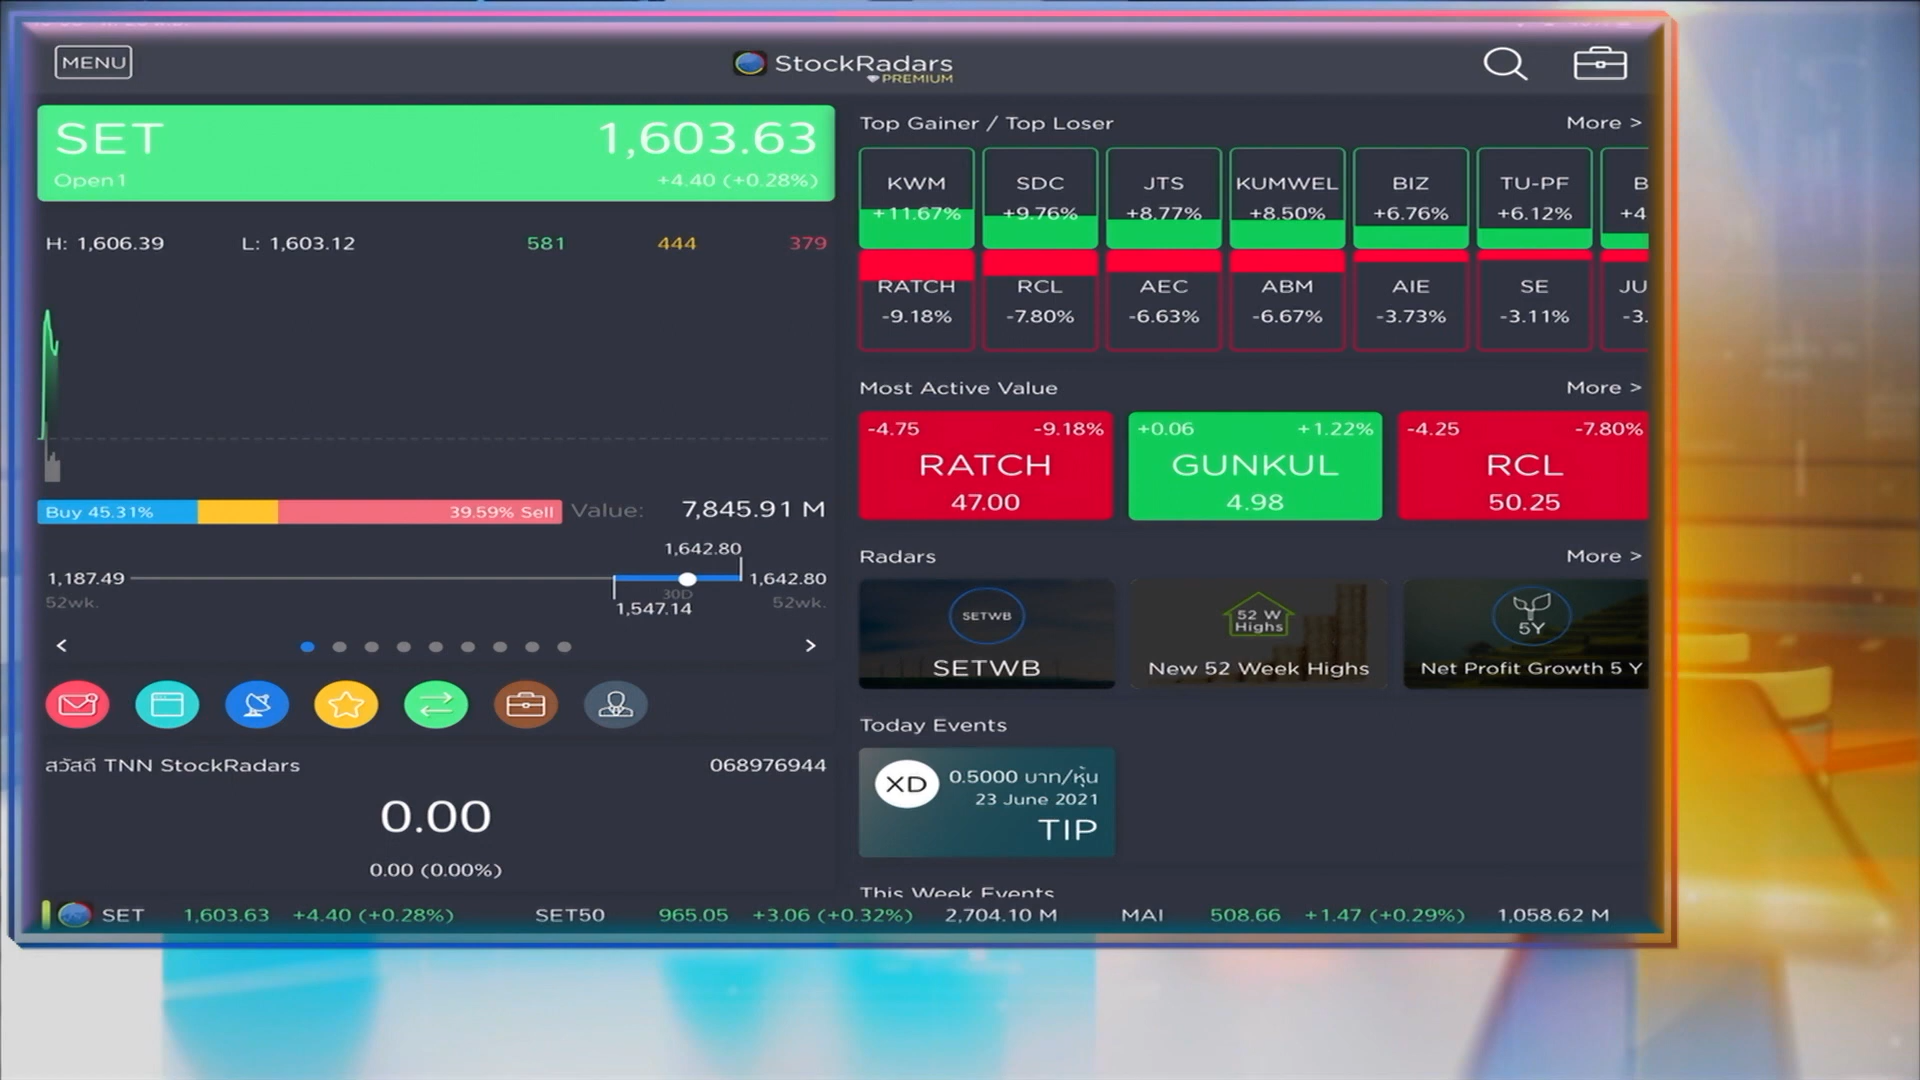 MENU
StockRadars
PREMIUM
SET
1,603.63
Open1
+4.40 (+0.28%)
H: 1,606.39
L: 1,603.12
581
444
379
Buy 45.31%
39.59% Sell
Value:
7,845.91 M
1,642.80
1,187.49
1,642.80
52wk.
30D
1,547.14
52wk.
<
>
สวัสดี TNN StockRadars
068976944
0.00
0.00 (0.00%)
Top Gainer / Top Loser
More >
KWM
SDC
JTS
KUMWEL
BIZ
TU-PF
B
+11.67%
+9.76%
+8.77%
+8.50%
+6.76%
+6.12%
+4
RATCH
RCL
AEC
ABM
AIE
SE
JU
-9.18%
-7.80%
-6.63%
-6.67%
-3.73%
-3.11%
-3.
Most Active Value
More >
-4.75
-9.18%
RATCH
47.00
+0.06
+1.22%
GUNKUL
4.98
-4.25
-7.80%
RCL
50.25
Radars
More >
SETWB
SETWB
52 W
Highs
New 52 Week Highs
5Y
Net Profit Growth 5 Y
Today Events
XD
0.5000 บาท/หุ้น
23 June 2021
TIP
This Week Events
SET 1,603.63 +4.40 (+0.28%) SET50 965.05 +3.06 (+0.32%) 2,704.10 M MAI 508.66 +1.47 (+0.29%) 1,058.62 M